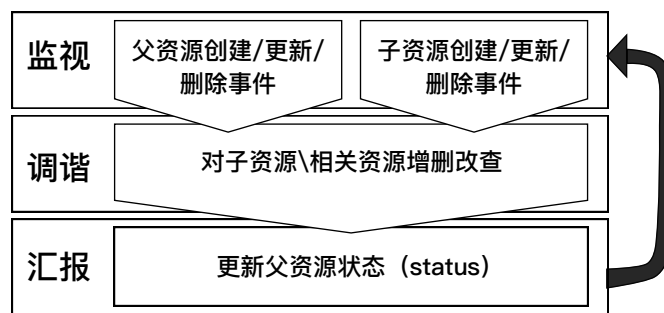 监视
父资源创建/更新/
删除事件
子资源创建/更新/
删除事件
调谐
对子资源\相关资源增删改查
汇报
更新父资源状态（status）